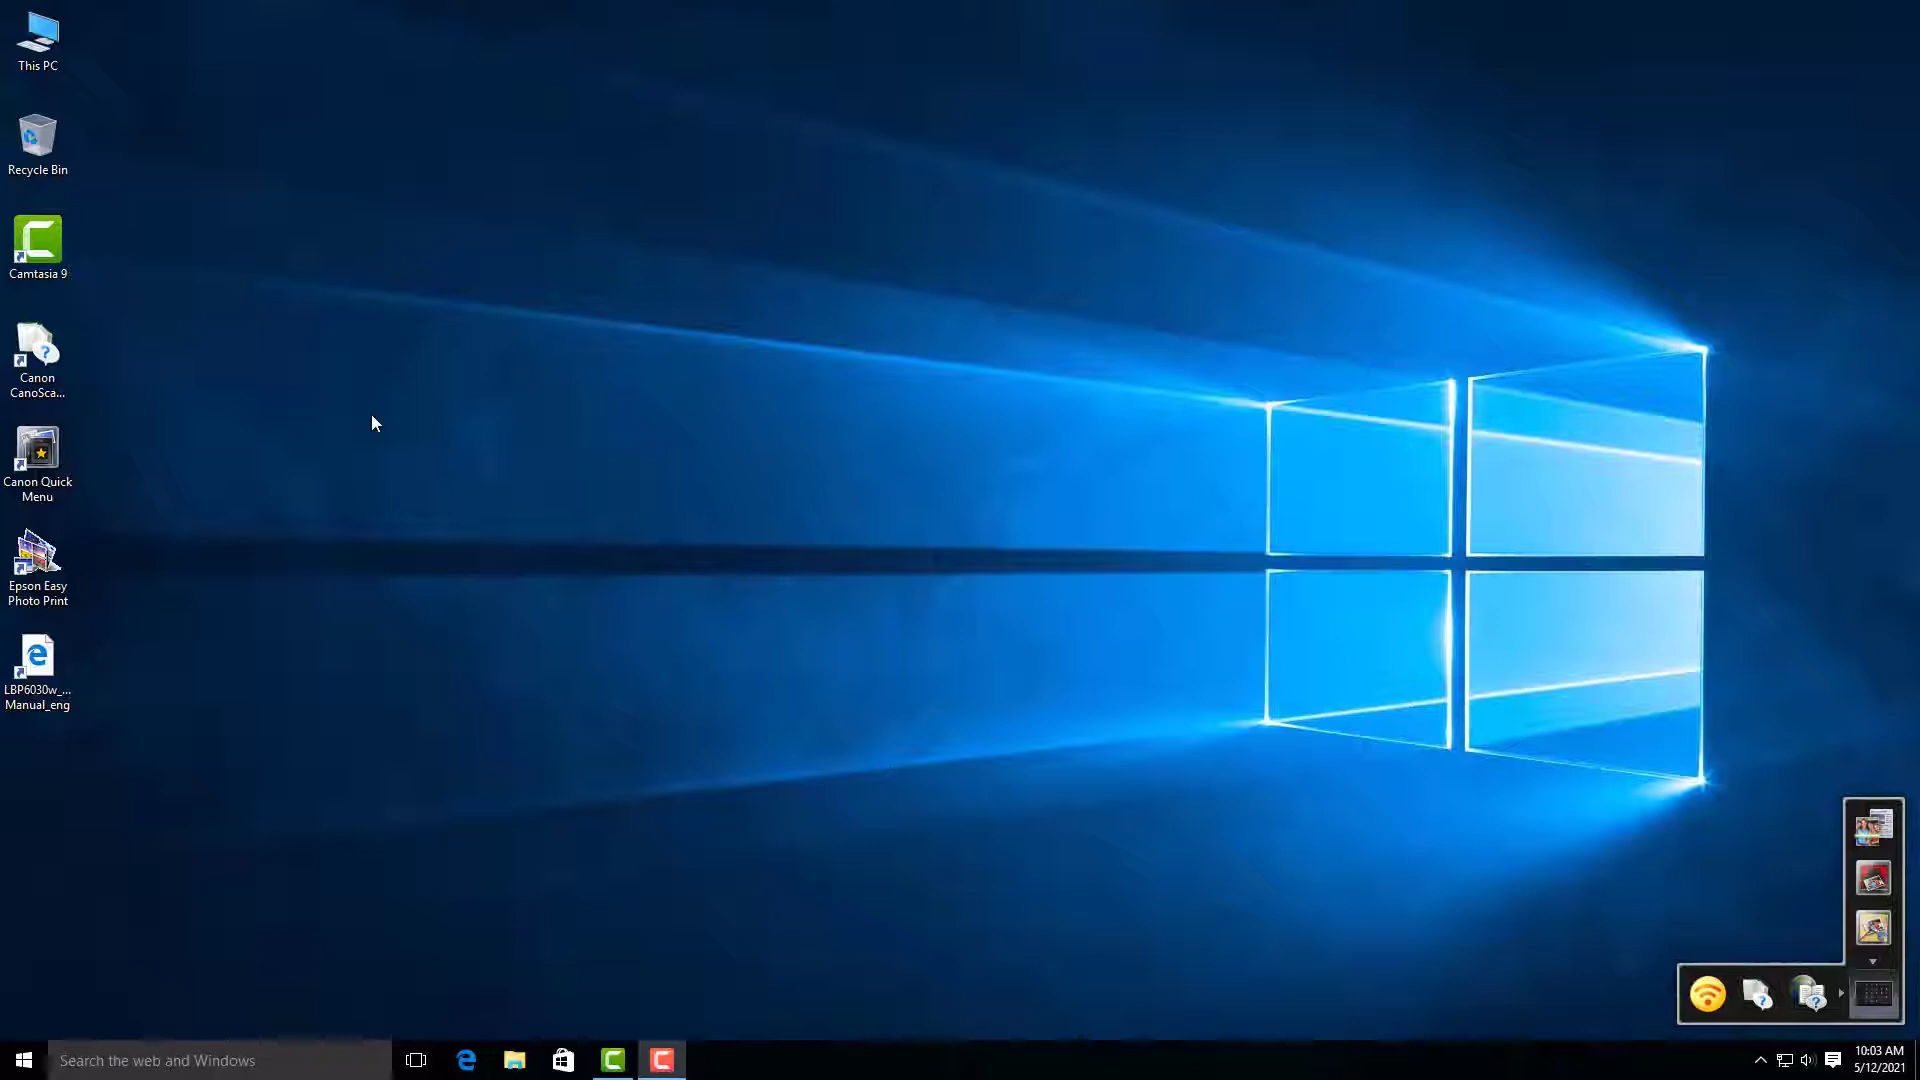 This PC
Recycle Bin
Camtasia 9
Canon
CanoSca...
Canon Quick
Menu
Epson Easy
Photo Print
LBP6030w_...
Manual_eng
Search the web and Windows
10:03 AM
5/12/2021